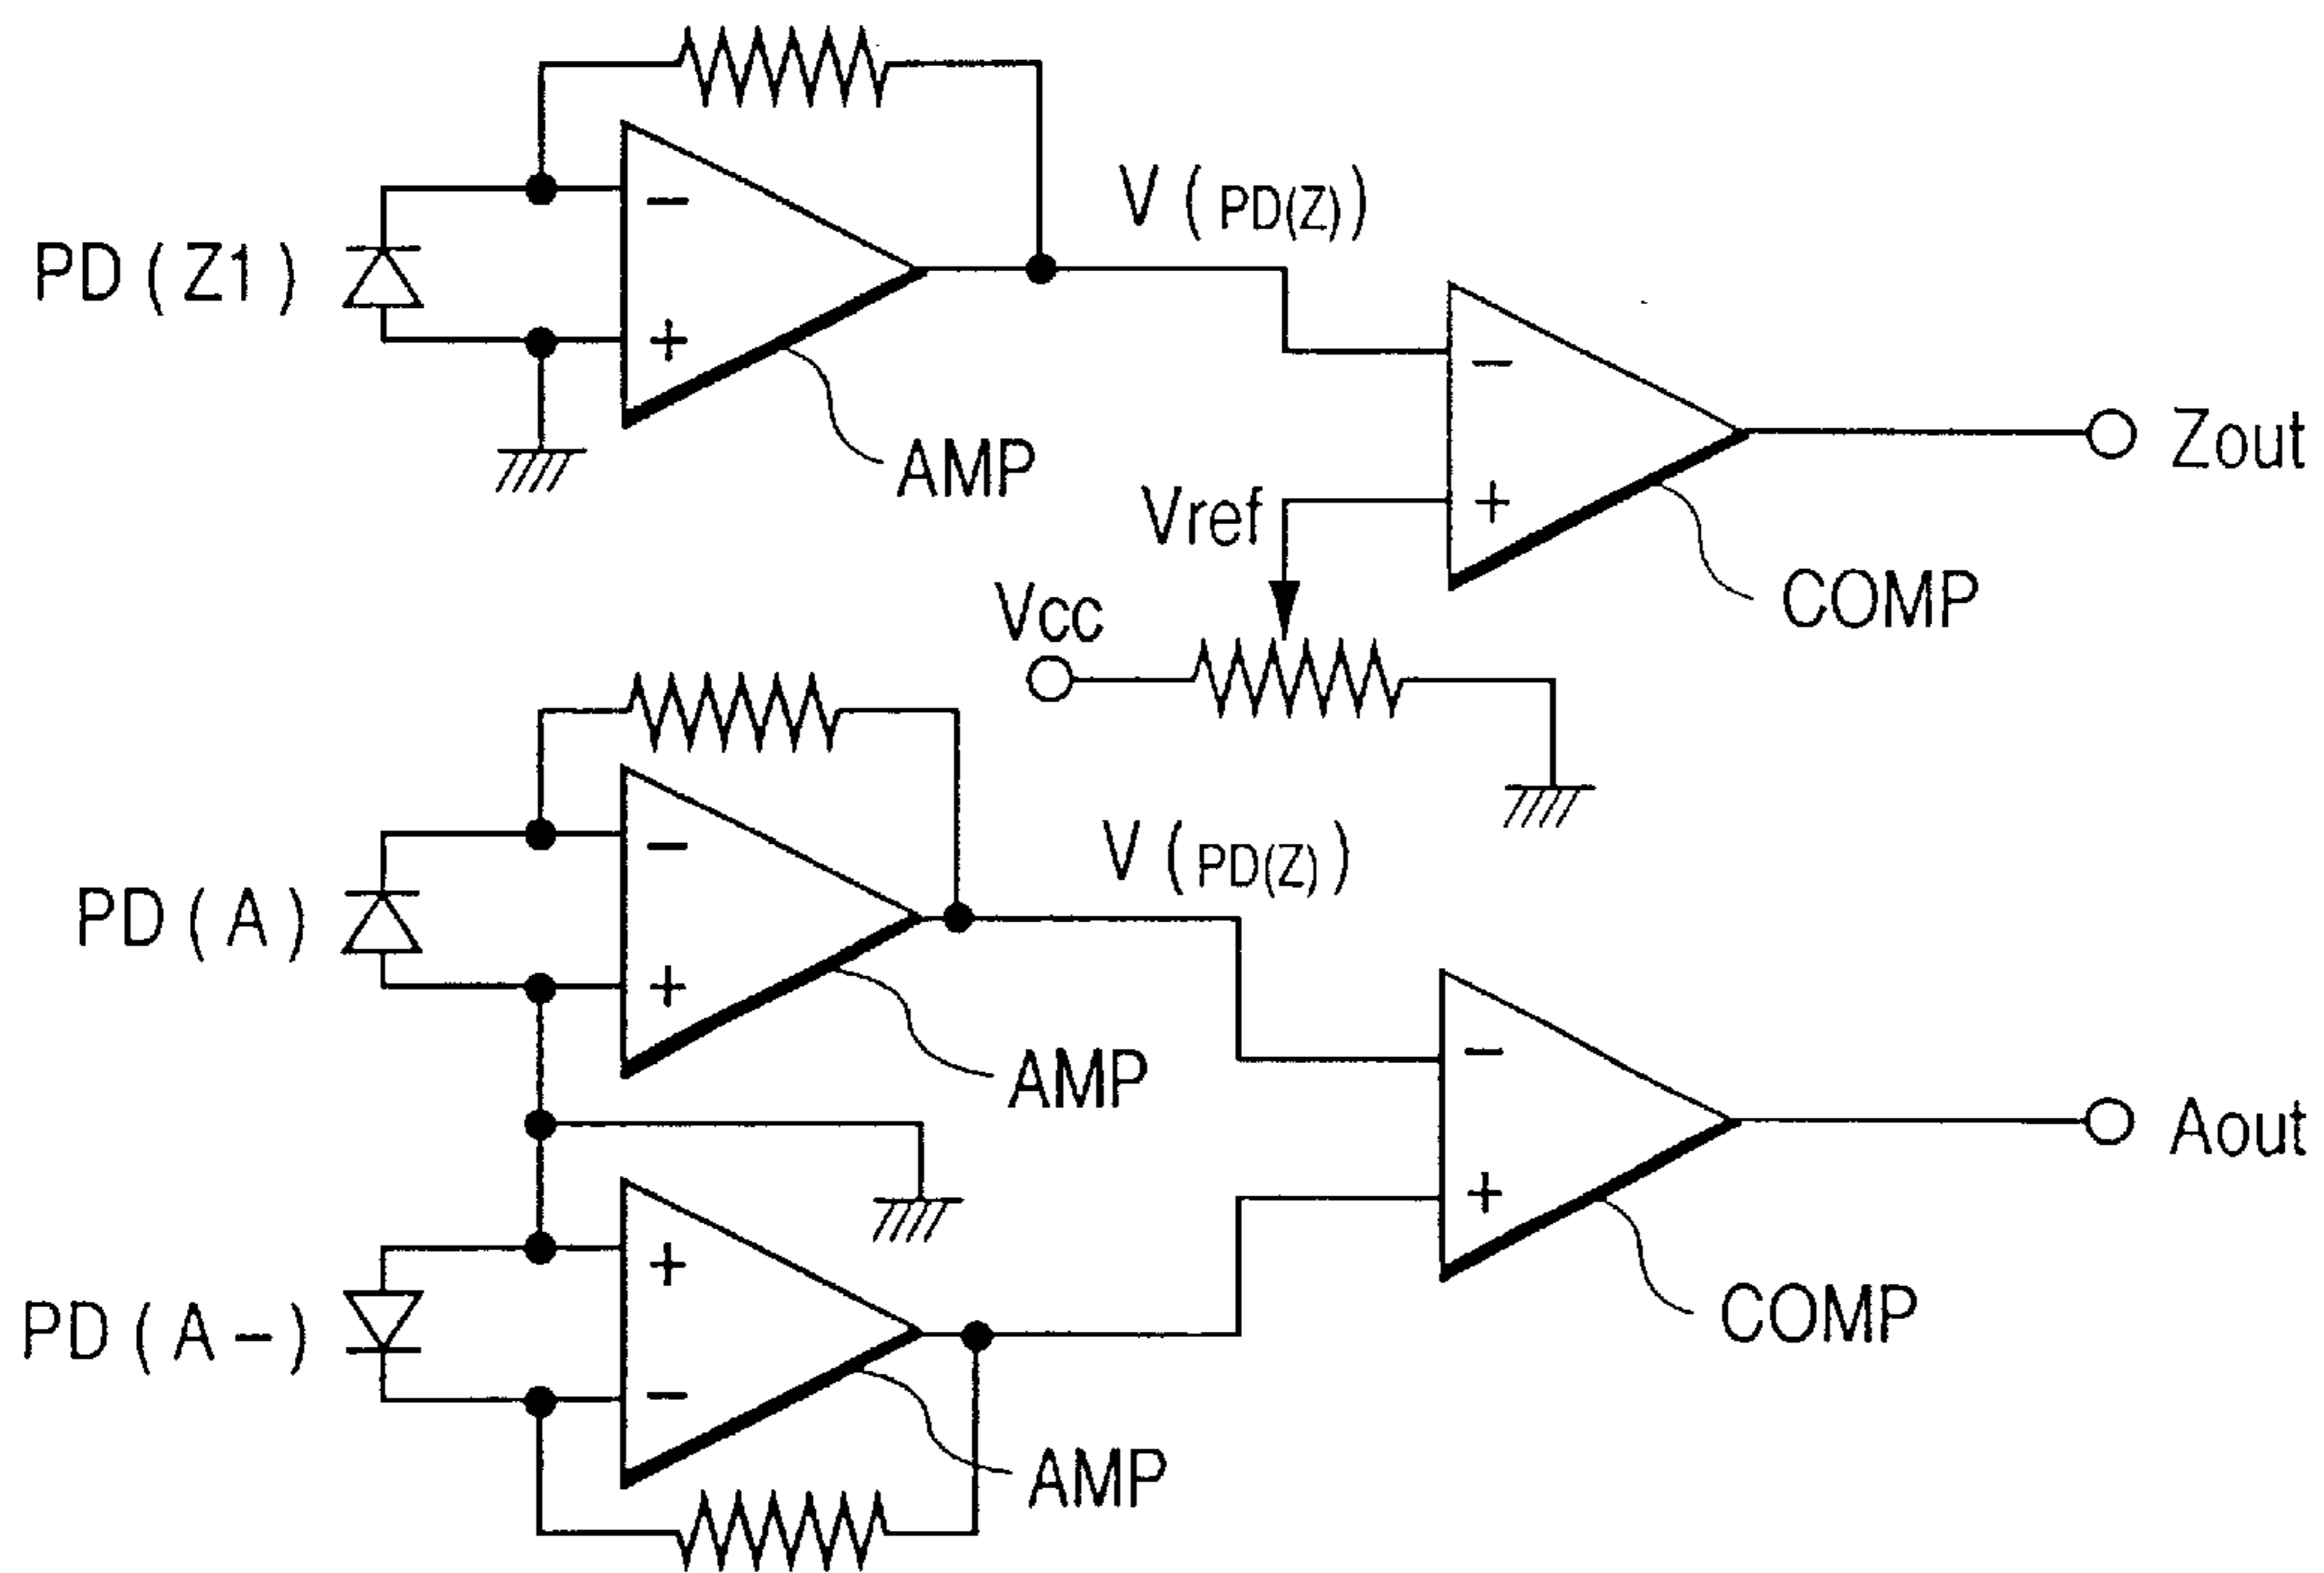 V (PD(Z))
PD (Z1)
−
+
AMP
−
+
Zout
Vref
COMP
Vcc
V (PD(Z))
PD (A)
−
+
AMP
−
+
Aout
PD (A−)
+
−
AMP
COMP